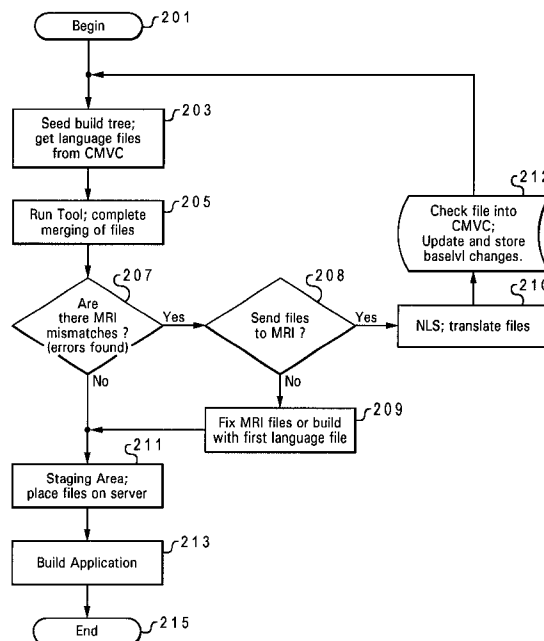 Begin
201
203
Seed build tree;
get language files
from CMVC
205
Run Tool; complete
merging of files
207
Are
there MRI
mismatches ?
(errors found)
Yes
No
208
Send files
to MRI ?
Yes
No
212
Check file into
CMVC;
Update and store
baselvl changes.
210
NLS; translate files
209
Fix MRI files or build
with first language file
211
Staging Area;
place files on server
213
Build Application
End
215